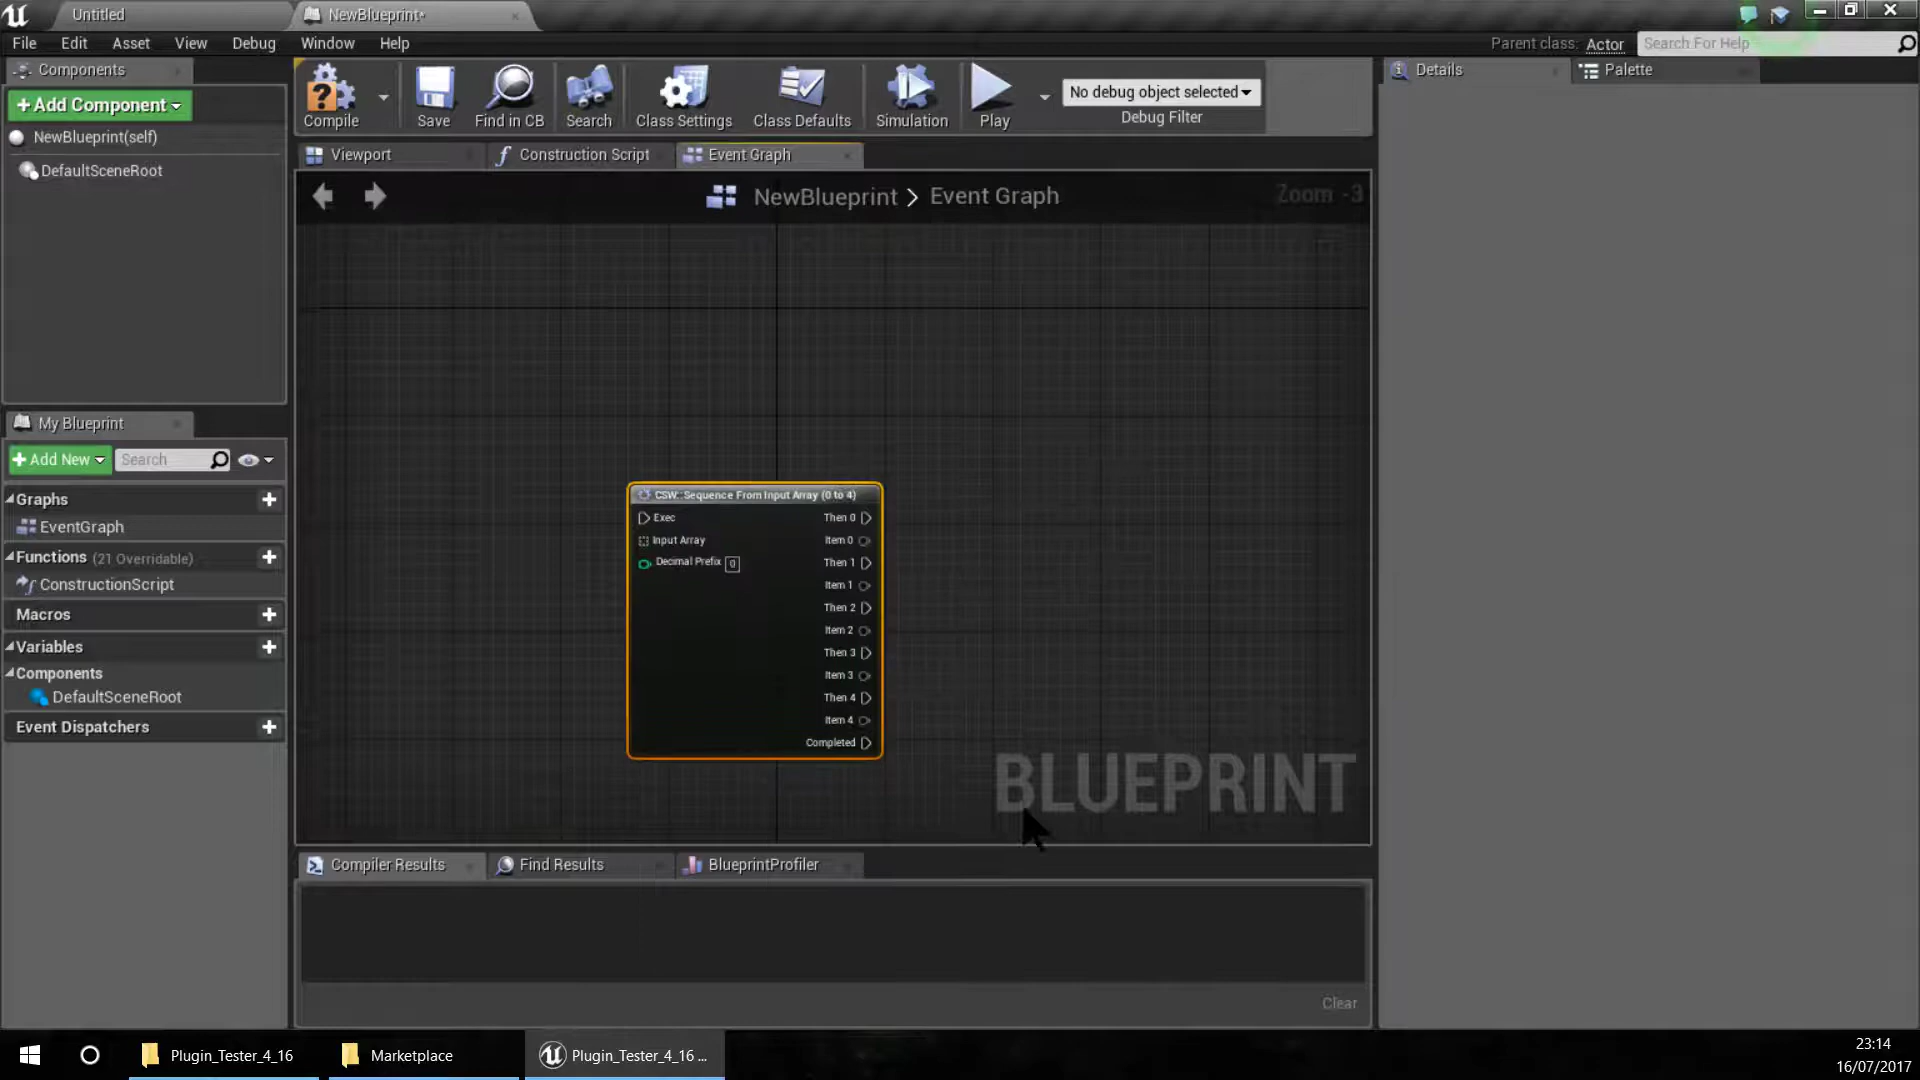 Untitled
NewBlueprint*
File Edit Asset View Debug Window Help
Parent class: Actor
Search For Help
Components
+Add Component
NewBlueprint(self)
DefaultSceneRoot
Compile
Save
Find in CB
Search
Class Settings
Class Defaults
Simulation
Play
No debug object selected
Debug Filter
Details
Palette
Viewport
Construction Script
Event Graph
NewBlueprint > Event Graph
Zoom -3
My Blueprint
+Add New
Search
Graphs
EventGraph
Functions (21 Overridable)
ConstructionScript
Macros
Variables
Components
DefaultSceneRoot
Event Dispatchers
CSW::Sequence From Input Array (0 to 4)
Exec
Then 0
Input Array
Item 0
Decimal Prefix 0
Then 1
Item 1
Then 2
Item 2
Then 3
Item 3
Then 4
Item 4
Completed
BLUEPRINT
Compiler Results
Find Results
BlueprintProfiler
Clear
Plugin_Tester_4_16
Marketplace
Plugin_Tester_4_16 ...
23:14
16/07/2017